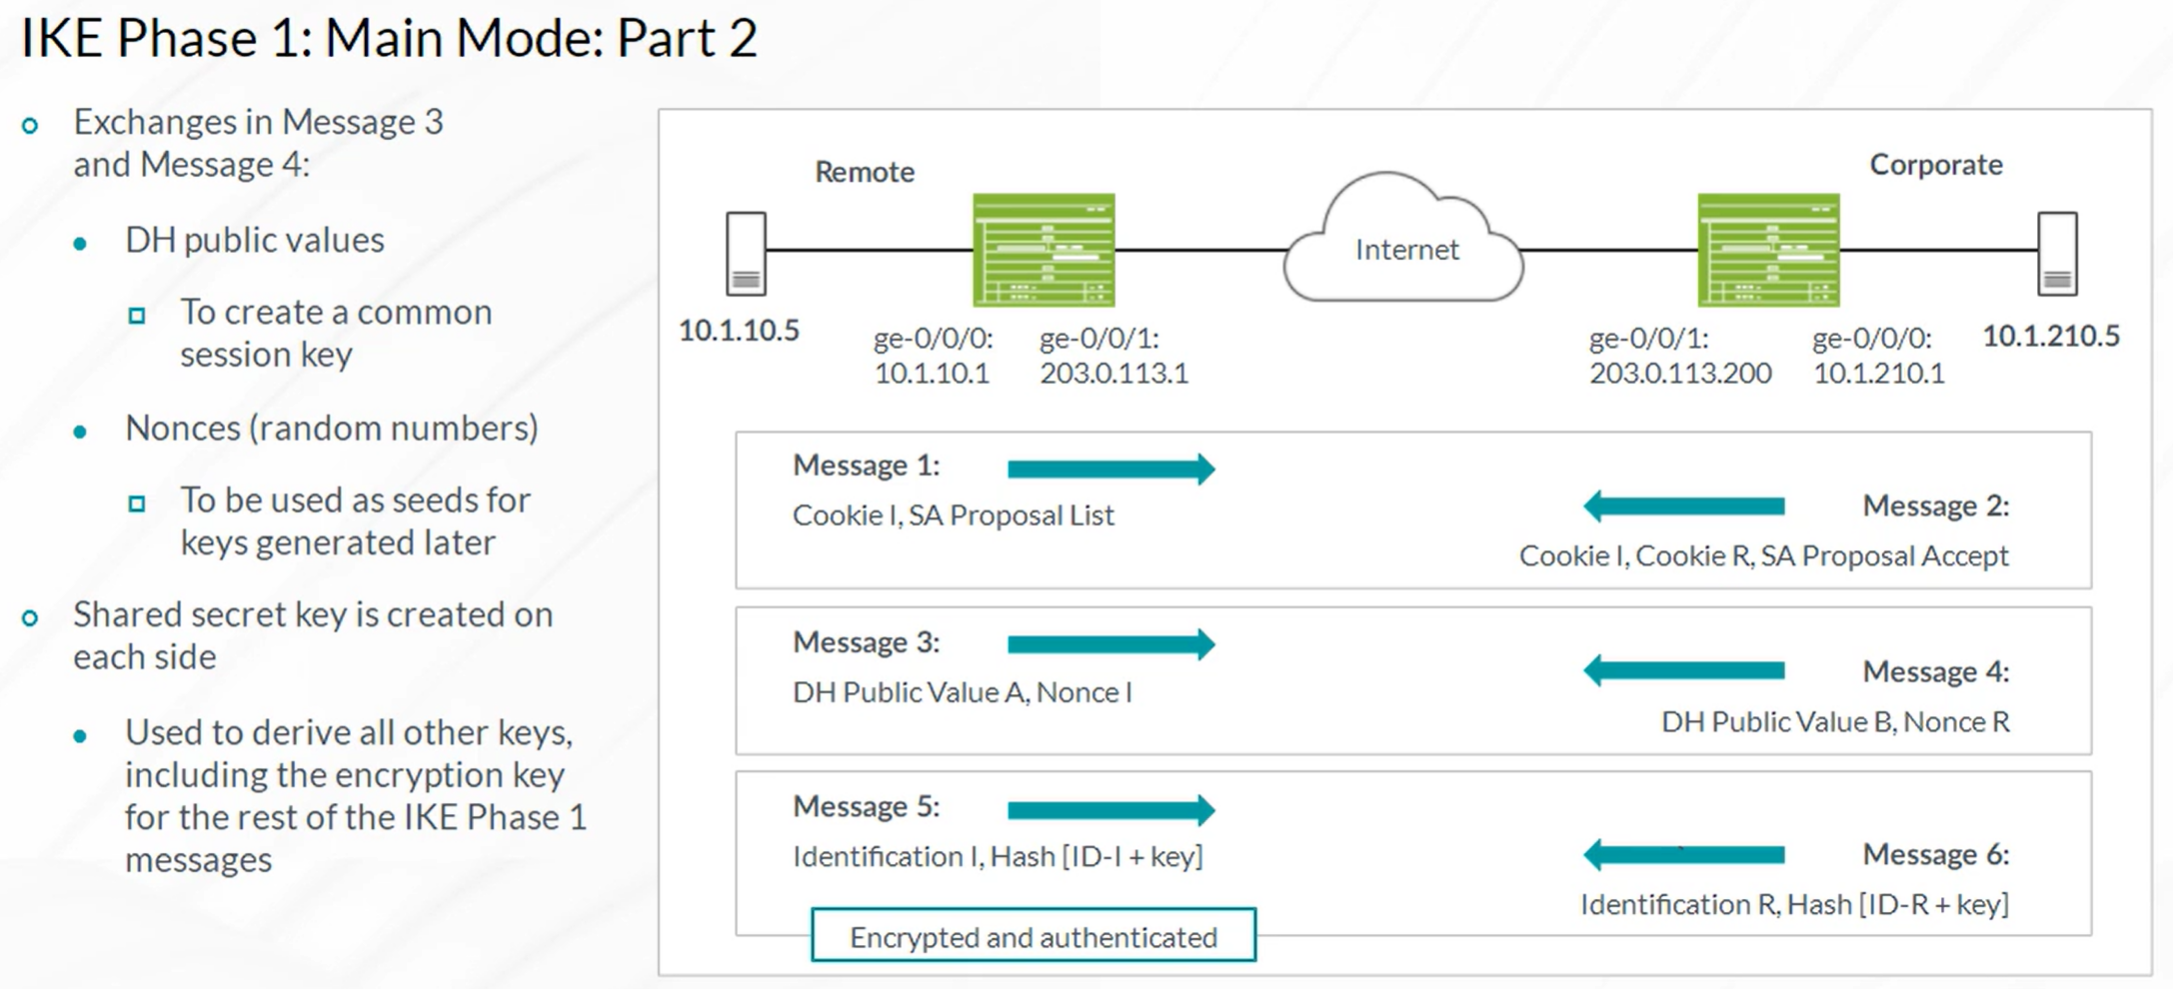 IKE Phase 1: Main Mode: Part 2
Exchanges in Message 3
and Message 4:
DH public values
To create a common
session key
Nonces (random numbers)
To be used as seeds for
keys generated later
Shared secret key is created on
each side
Used to derive all other keys,
including the encryption key
for the rest of the IKE Phase 1
messages
Remote
Corporate
Internet
10.1.10.5
ge-0/0/0:
10.1.10.1
ge-0/0/1:
203.0.113.1
ge-0/0/1:
203.0.113.200
ge-0/0/0:
10.1.210.1
10.1.210.5
Message 1:
Cookie I, SA Proposal List
Message 2:
Cookie I, Cookie R, SA Proposal Accept
Message 3:
DH Public Value A, Nonce I
Message 4:
DH Public Value B, Nonce R
Message 5:
Identification I, Hash [ID-I + key]
Message 6:
Identification R, Hash [ID-R + key]
Encrypted and authenticated